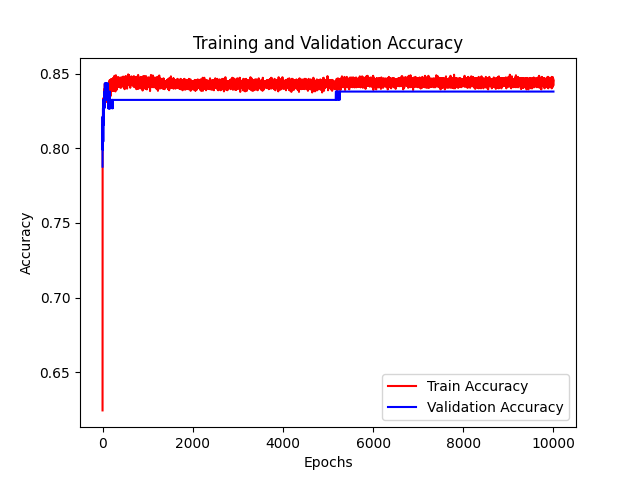 Training and Validation Accuracy
0.85
0.80
0.75
0.70
0.65
Accuracy
0 2000 4000 6000 8000 10000
Epochs
Train Accuracy
Validation Accuracy